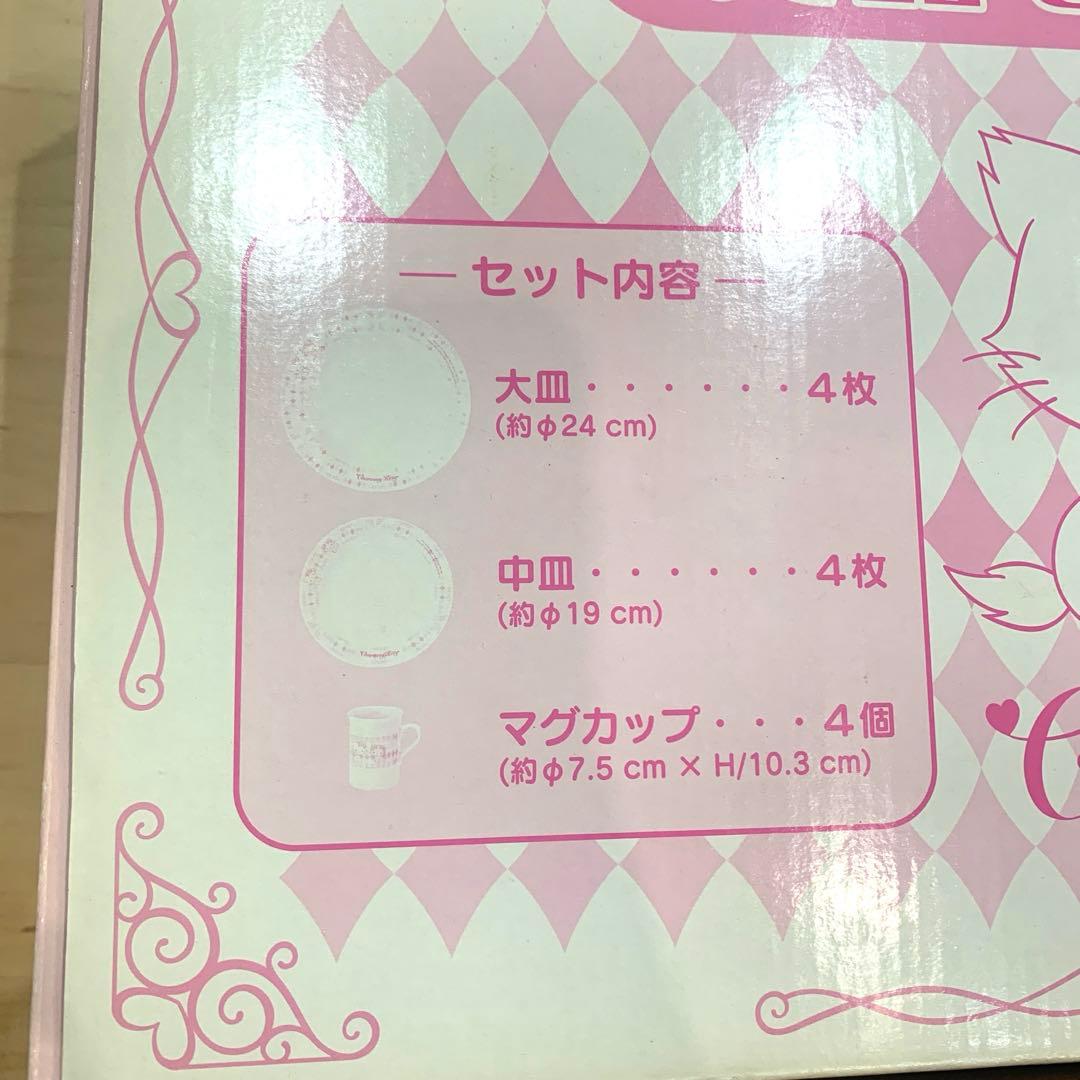 セット内容
大皿・・・・・・4枚
(約φ24 cm)
中皿・・・・・・4枚
(約φ19 cm)
マグカップ・・・4個
(約φ7.5 cm × H/10.3 cm)